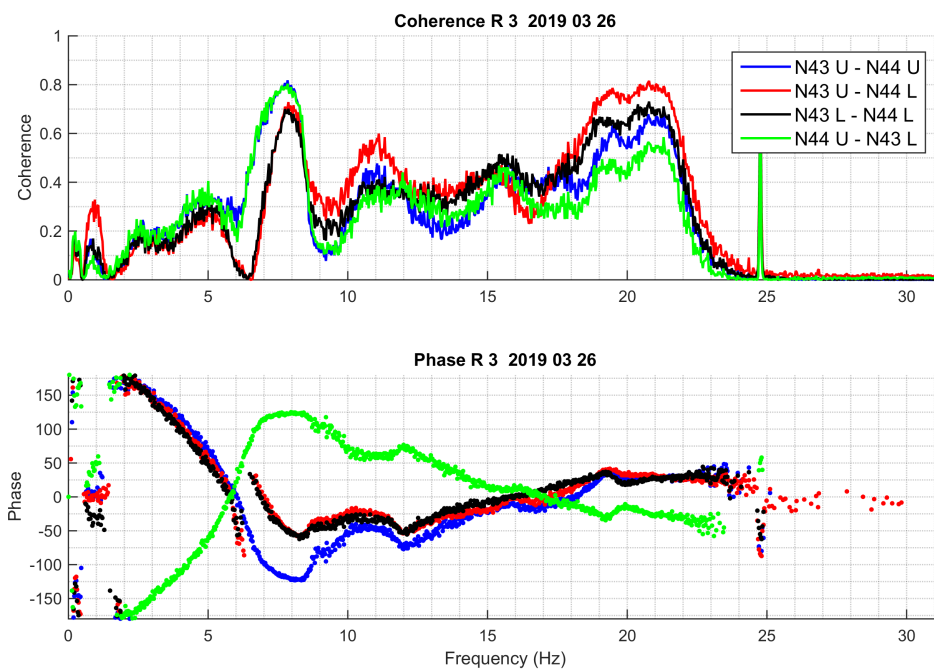 Coherence R 3 2019 03 26
1
0.8
0.6
0.4
0.2
0
Coherence
N43 U - N44 U
N43 U - N44 L
N43 L - N44 L
N44 U - N43 L
0 5 10 15 20 25 30
Phase R 3 2019 03 26
150
100
50
0
-50
-100
-150
Phase
0 5 10 15 20 25 30
Frequency (Hz)